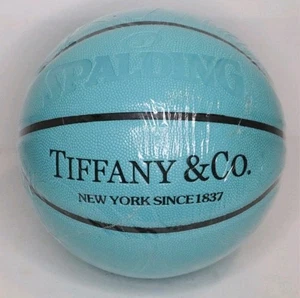 SPALDING
TIFFANY & CO.
NEW YORK SINCE 1837